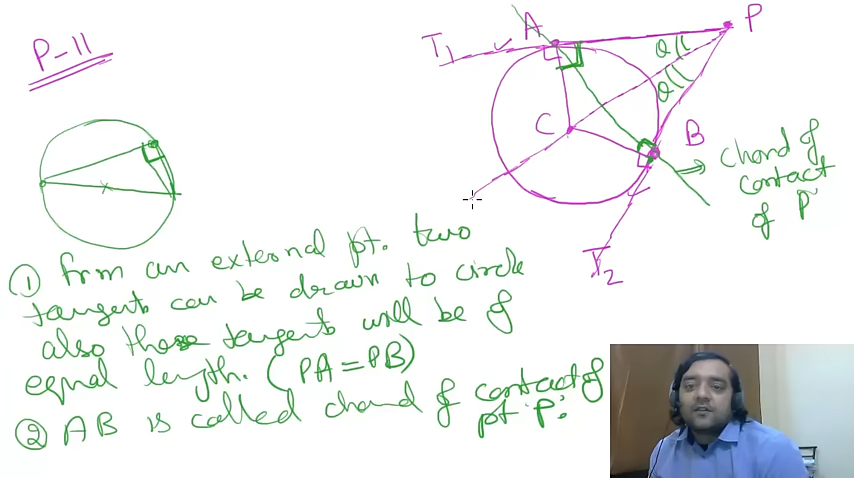 P-11
T1
A
P
θ
θ
C
B
T2
chord of
contact
of P
① from an external pt. two
tangents can be drawn to circle
also these tangents will be of
equal length. (PA=PB)
② AB is called chord of contact of
pt 'P'.